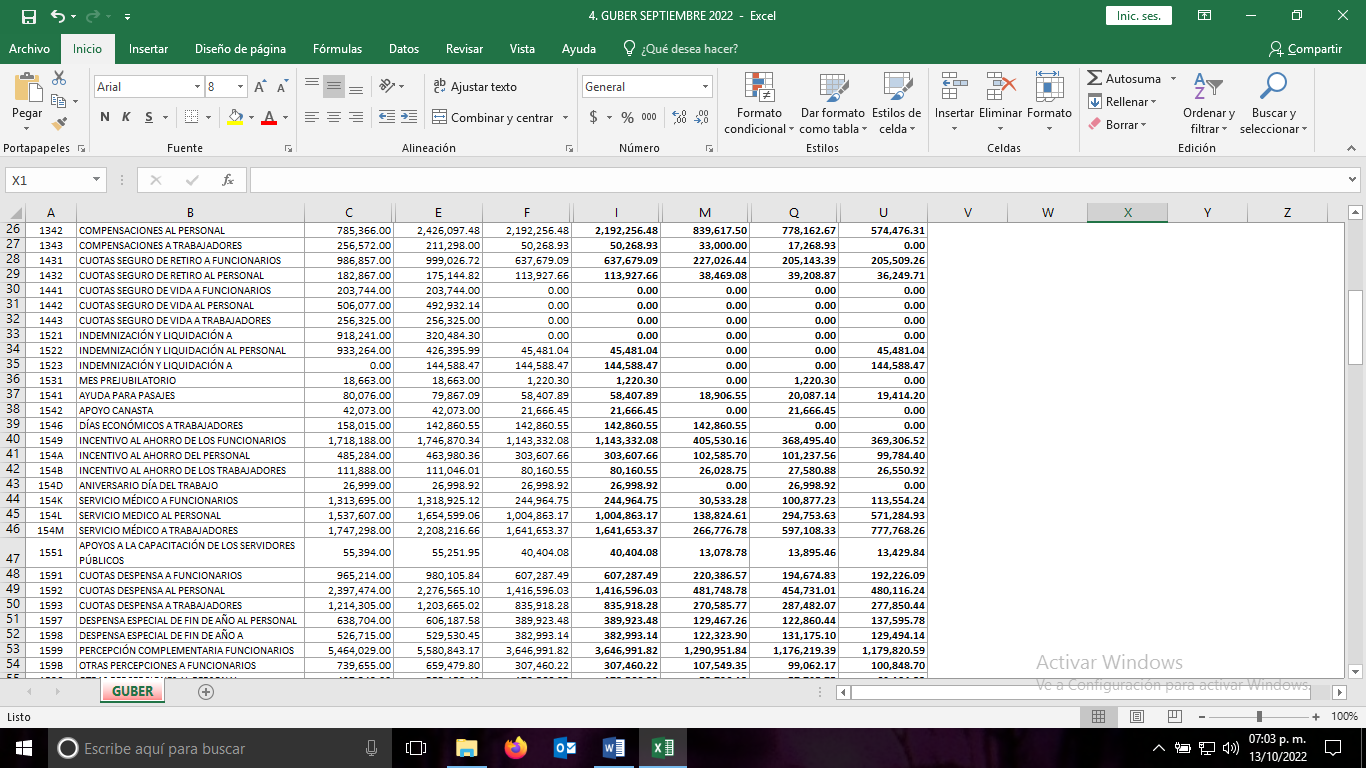 4. GUBER SEPTIEMBRE 2022 - Excel Inic. ses.
Archivo Inicio Insertar Diseño de página Fórmulas Datos Revisar Vista Ayuda ¿Qué desea hacer? Compartir
Arial 8 Ajustar texto General Autosuma
Pegar N K S Combinar y centrar $ % 000 Formato condicional Dar formato como tabla Estilos de celda Insertar Eliminar Formato Rellenar Borrar Ordenar y filtrar Buscar y seleccionar
Portapapeles Fuente Alineación Número Estilos Celdas Edición
X1 fx
A B C E F I M Q U V W X Y Z
26 1342 COMPENSACIONES AL PERSONAL 785,366.00 2,426,097.48 2,192,256.48 2,192,256.48 839,617.50 778,162.67 574,476.31
27 1343 COMPENSACIONES A TRABAJADORES 256,572.00 211,298.00 50,268.93 50,268.93 33,000.00 17,268.93 0.00
28 1431 CUOTAS SEGURO DE RETIRO A FUNCIONARIOS 986,857.00 999,026.72 637,679.09 637,679.09 227,026.44 205,143.39 205,509.26
29 1432 CUOTAS SEGURO DE RETIRO AL PERSONAL 182,867.00 175,144.82 113,927.66 113,927.66 38,469.08 39,208.87 36,249.71
30 1441 CUOTAS SEGURO DE VIDA A FUNCIONARIOS 203,744.00 203,744.00 0.00 0.00 0.00 0.00 0.00
31 1442 CUOTAS SEGURO DE VIDA AL PERSONAL 506,077.00 492,932.14 0.00 0.00 0.00 0.00 0.00
32 1443 CUOTAS SEGURO DE VIDA A TRABAJADORES 256,325.00 256,325.00 0.00 0.00 0.00 0.00 0.00
33 1521 INDEMNIZACIÓN Y LIQUIDACIÓN A 918,241.00 320,484.30 0.00 0.00 0.00 0.00 0.00
34 1522 INDEMNIZACIÓN Y LIQUIDACIÓN AL PERSONAL 933,264.00 426,395.99 45,481.04 45,481.04 0.00 0.00 45,481.04
35 1523 INDEMNIZACIÓN Y LIQUIDACIÓN A 0.00 144,588.47 144,588.47 144,588.47 0.00 0.00 144,588.47
36 1531 MES PREJUBILATORIO 18,663.00 18,663.00 1,220.30 1,220.30 0.00 1,220.30 0.00
37 1541 AYUDA PARA PASAJES 80,076.00 79,867.09 58,407.89 58,407.89 18,906.55 20,087.14 19,414.20
38 1542 APOYO CANASTA 42,073.00 42,073.00 21,666.45 21,666.45 0.00 21,666.45 0.00
39 1546 DÍAS ECONÓMICOS A TRABAJADORES 158,015.00 142,860.55 142,860.55 142,860.55 142,860.55 0.00 0.00
40 1549 INCENTIVO AL AHORRO DE LOS FUNCIONARIOS 1,718,188.00 1,746,870.34 1,143,332.08 1,143,332.08 405,530.16 368,495.40 369,306.52
41 154A INCENTIVO AL AHORRO DEL PERSONAL 485,284.00 463,980.36 303,607.66 303,607.66 102,585.70 101,237.56 99,784.40
42 154B INCENTIVO AL AHORRO DE LOS TRABAJADORES 111,888.00 111,046.01 80,160.55 80,160.55 26,028.75 27,580.88 26,550.92
43 154D ANIVERSARIO DÍA DEL TRABAJO 26,999.00 26,998.92 26,998.92 26,998.92 0.00 26,998.92 0.00
44 154K SERVICIO MÉDICO A FUNCIONARIOS 1,313,695.00 1,318,925.12 244,964.75 244,964.75 30,533.28 100,877.23 113,554.24
45 154L SERVICIO MEDICO AL PERSONAL 1,537,607.00 1,654,599.06 1,004,863.17 1,004,863.17 138,824.61 294,753.63 571,284.93
46 154M SERVICIO MÉDICO A TRABAJADORES 1,747,298.00 2,208,216.66 1,641,653.37 1,641,653.37 266,776.78 597,108.33 777,768.26
47 1551 APOYOS A LA CAPACITACIÓN DE LOS SERVIDORES PÚBLICOS 55,394.00 55,251.95 40,404.08 40,404.08 13,078.78 13,895.46 13,429.84
48 1591 CUOTAS DESPENSA A FUNCIONARIOS 965,214.00 980,105.84 607,287.49 607,287.49 220,386.57 194,674.83 192,226.09
49 1592 CUOTAS DESPENSA AL PERSONAL 2,397,474.00 2,276,565.10 1,416,596.03 1,416,596.03 481,748.78 454,731.01 480,116.24
50 1593 CUOTAS DESPENSA A TRABAJADORES 1,214,305.00 1,203,665.02 835,918.28 835,918.28 270,585.77 287,482.07 277,850.44
51 1597 DESPENSA ESPECIAL DE FIN DE AÑO AL PERSONAL 638,704.00 606,187.58 389,923.48 389,923.48 129,467.26 122,860.44 137,595.78
52 1598 DESPENSA ESPECIAL DE FIN DE AÑO A 526,715.00 529,530.45 382,993.14 382,993.14 122,323.90 131,175.10 129,494.14
53 1599 PERCEPCIÓN COMPLEMENTARIA FUNCIONARIOS 5,464,029.00 5,580,843.17 3,646,991.82 3,646,991.82 1,290,951.84 1,176,219.39 1,179,820.59
54 159B OTRAS PERCEPCIONES A FUNCIONARIOS 739,655.00 659,479.80 307,460.22 307,460.22 107,549.35 99,062.17 100,848.70
Activar Windows
Ve a Configuración para activar Windows.
GUBER
Listo 100%
Escribe aquí para buscar 07:03 p. m.
13/10/2022